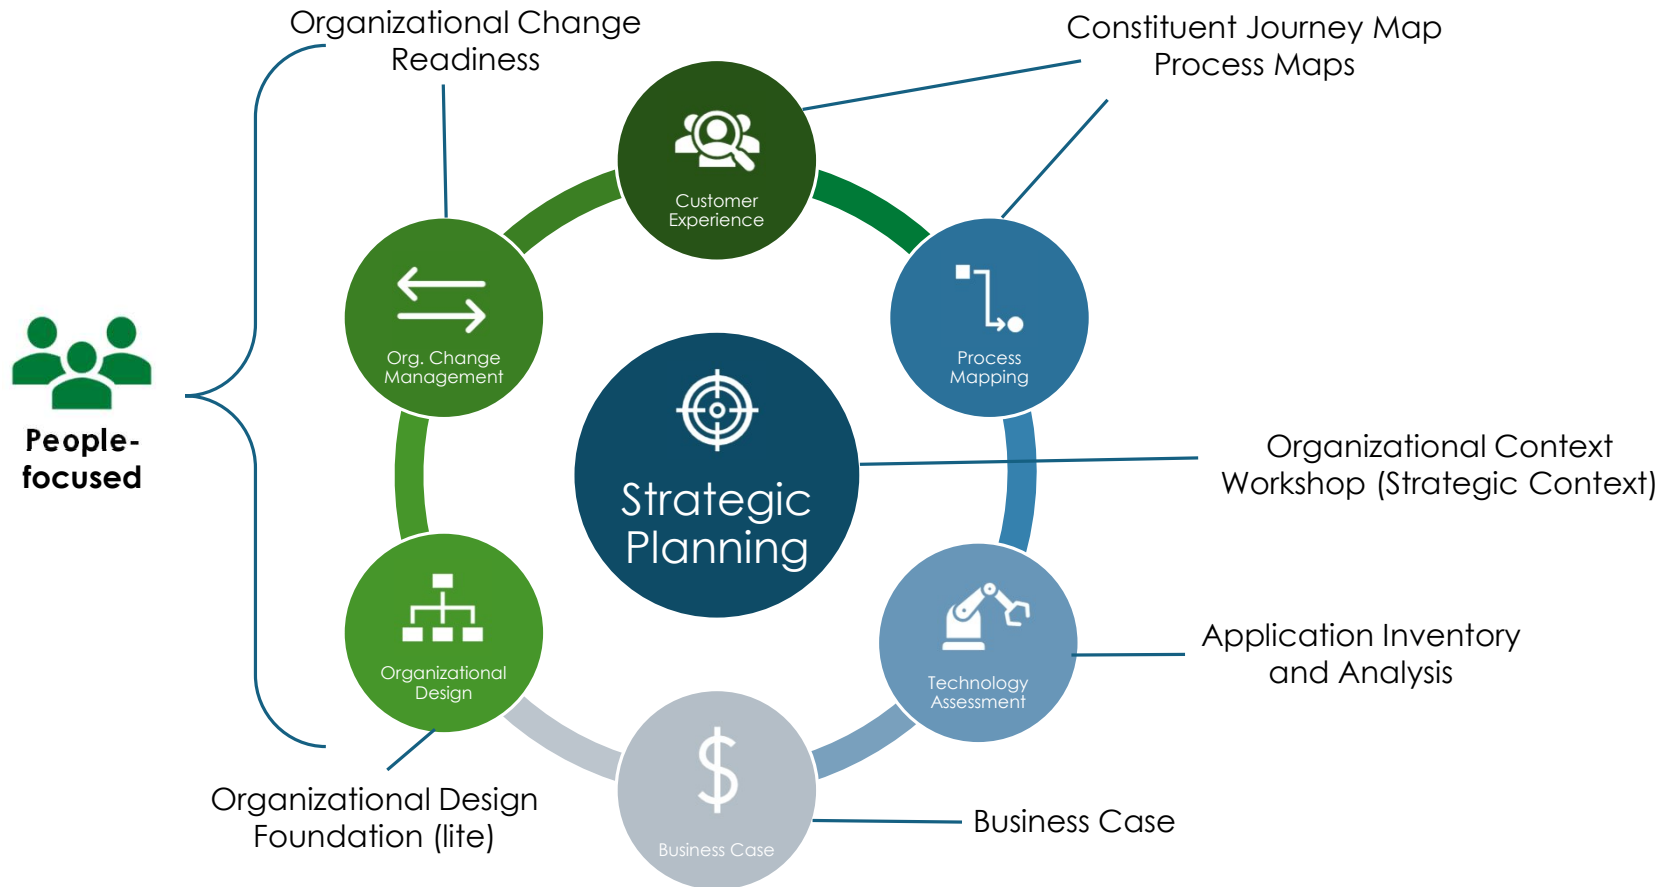 Organizational Change
Readiness
Constituent Journey Map
Process Maps
Customer
Experience
Org. Change
Management
Process
Mapping
People-
focused
Strategic
Planning
Organizational Context
Workshop (Strategic Context)
Organizational
Design
Technology
Assessment
Application Inventory
and Analysis
Organizational Design
Foundation (lite)
Business Case
Business Case